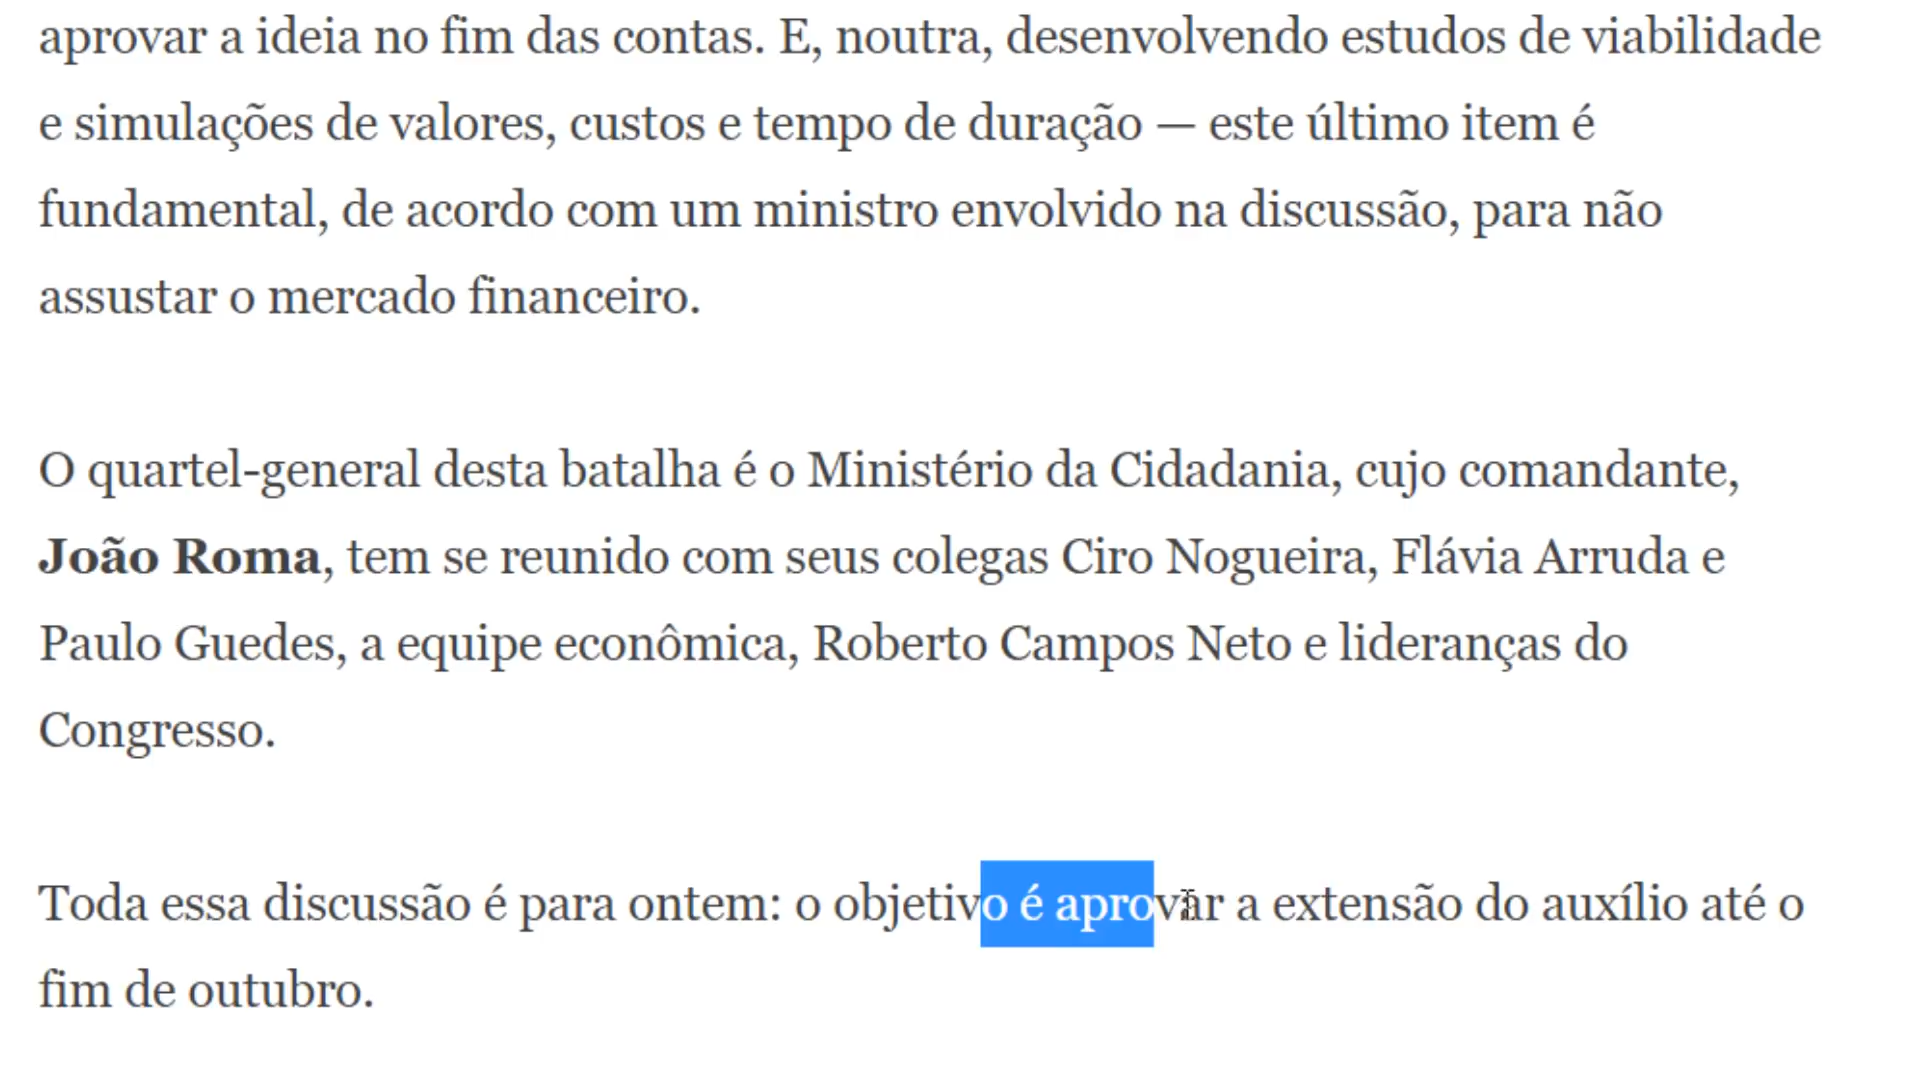 aprovar a ideia no fim das contas. E, noutra, desenvolvendo estudos de viabilidade
e simulações de valores, custos e tempo de duração — este último item é
fundamental, de acordo com um ministro envolvido na discussão, para não
assustar o mercado financeiro.
O quartel-general desta batalha é o Ministério da Cidadania, cujo comandante,
João Roma, tem se reunido com seus colegas Ciro Nogueira, Flávia Arruda e
Paulo Guedes, a equipe econômica, Roberto Campos Neto e lideranças do
Congresso.
Toda essa discussão é para ontem: o objetivo é aprovar a extensão do auxílio até o
fim de outubro.